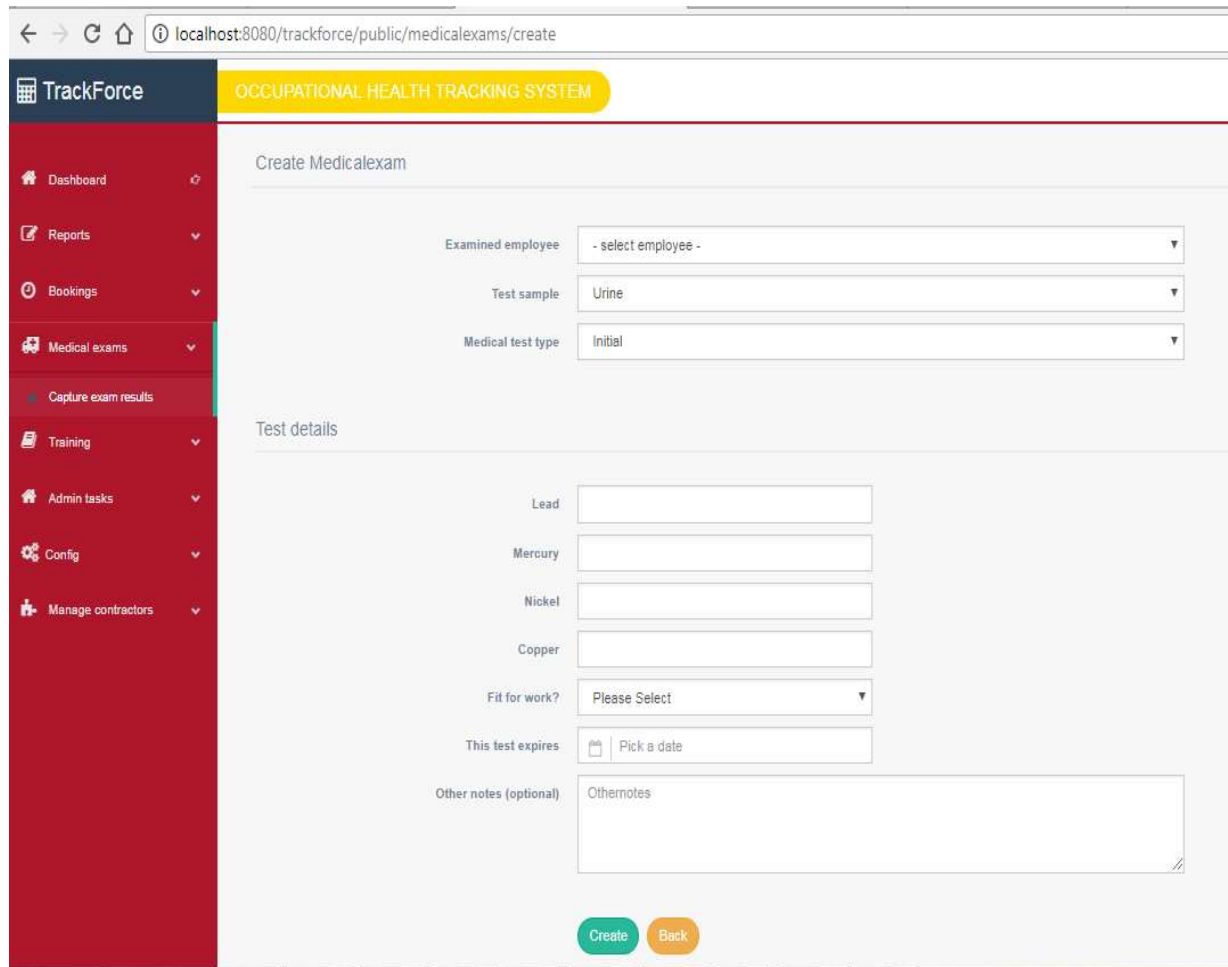 localhost:8080/trackforce/public/medicalexams/create
TrackForce
OCCUPATIONAL HEALTH TRACKING SYSTEM
Dashboard
Reports
Bookings
Medical exams
Capture exam results
Training
Admin tasks
Config
Manage contractors
Create Medicalexam
Examined employee - select employee -
Test sample Urine
Medical test type Initial
Test details
Lead
Mercury
Nickel
Copper
Fit for work? Please Select
This test expires Pick a date
Other notes (optional) Othernotes
Create Back